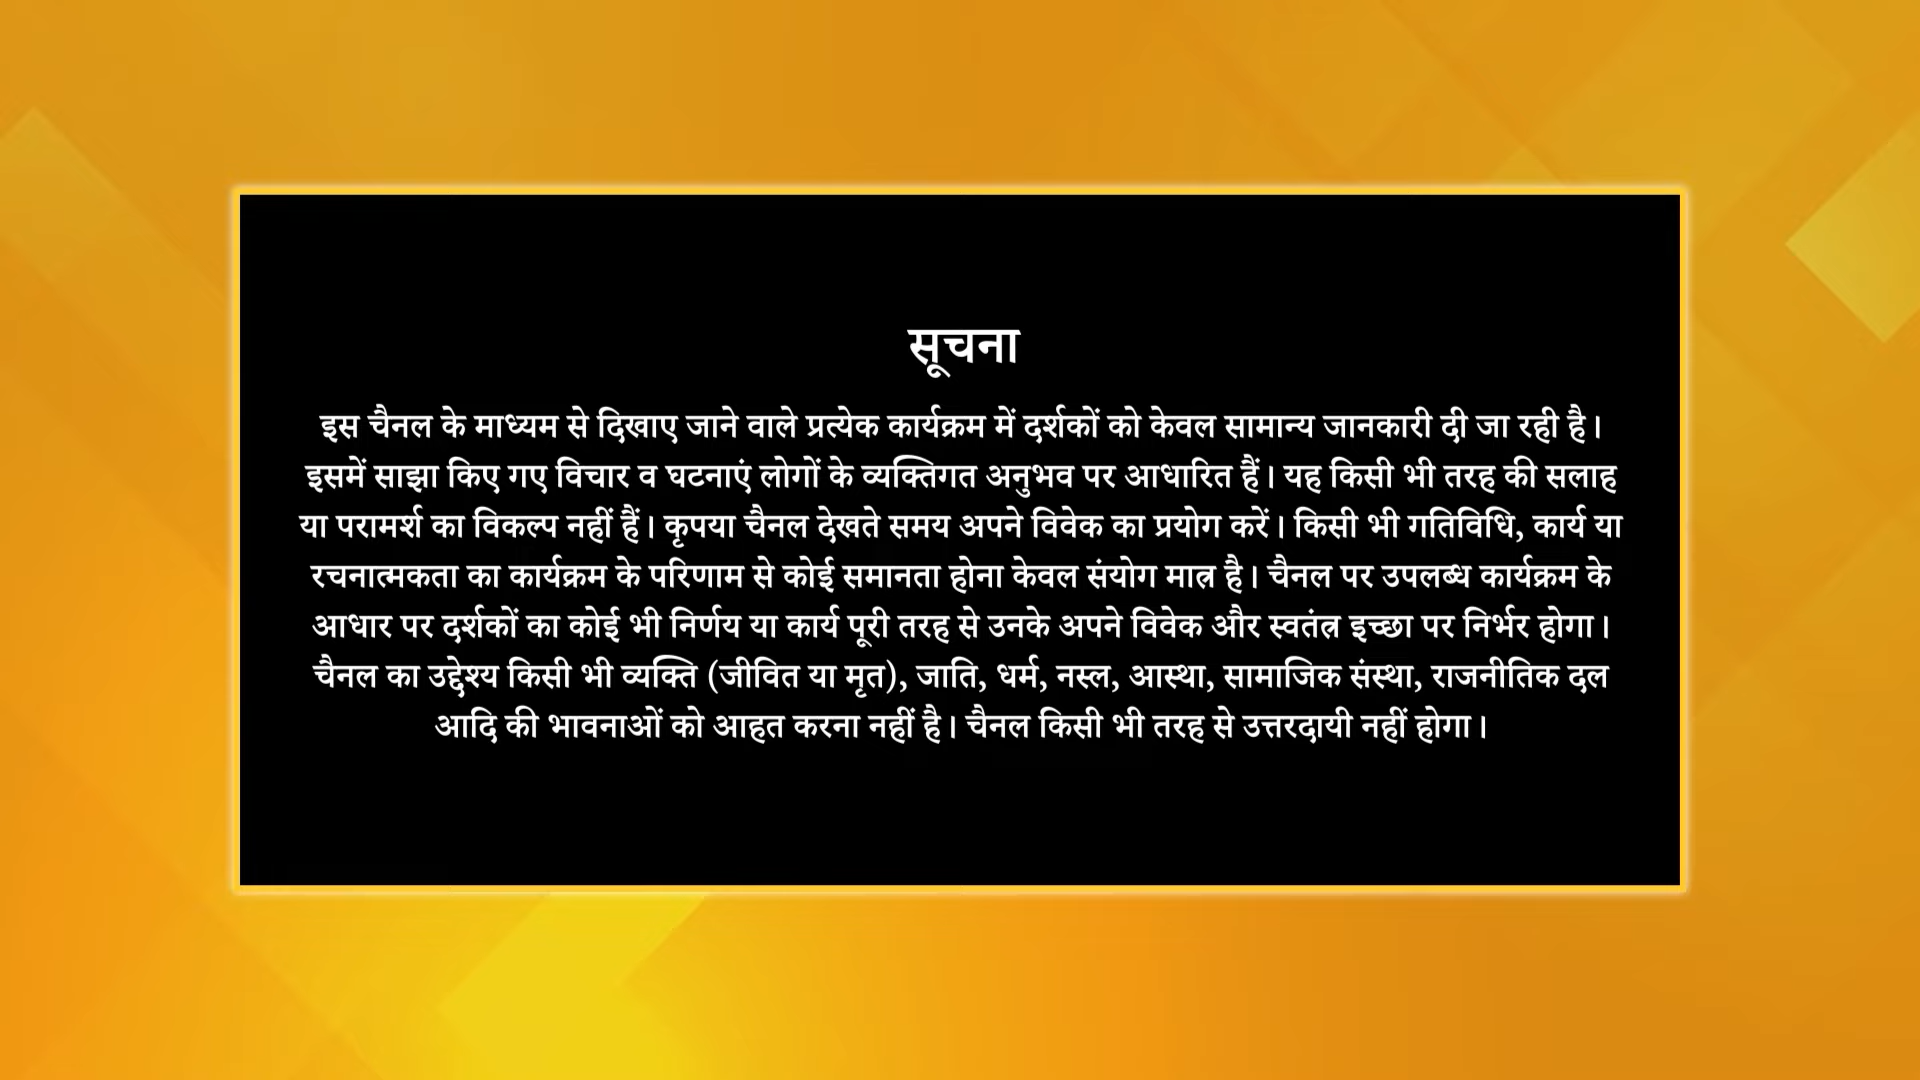 सूचना
इस चैनल के माध्यम से दिखाए जाने वाले प्रत्येक कार्यक्रम में दर्शकों को केवल सामान्य जानकारी दी जा रही है।
इसमें साझा किए गए विचार व घटनाएं लोगों के व्यक्तिगत अनुभव पर आधारित हैं। यह किसी भी तरह की सलाह
या परामर्श का विकल्प नहीं हैं। कृपया चैनल देखते समय अपने विवेक का प्रयोग करें। किसी भी गतिविधि, कार्य या
रचनात्मकता का कार्यक्रम के परिणाम से कोई समानता होना केवल संयोग मात्र है। चैनल पर उपलब्ध कार्यक्रम के
आधार पर दर्शकों का कोई भी निर्णय या कार्य पूरी तरह से उनके अपने विवेक और स्वतंत्र इच्छा पर निर्भर होगा।
चैनल का उद्देश्य किसी भी व्यक्ति (जीवित या मृत), जाति, धर्म, नस्ल, आस्था, सामाजिक संस्था, राजनीतिक दल
आदि की भावनाओं को आहत करना नहीं है। चैनल किसी भी तरह से उत्तरदायी नहीं होगा।